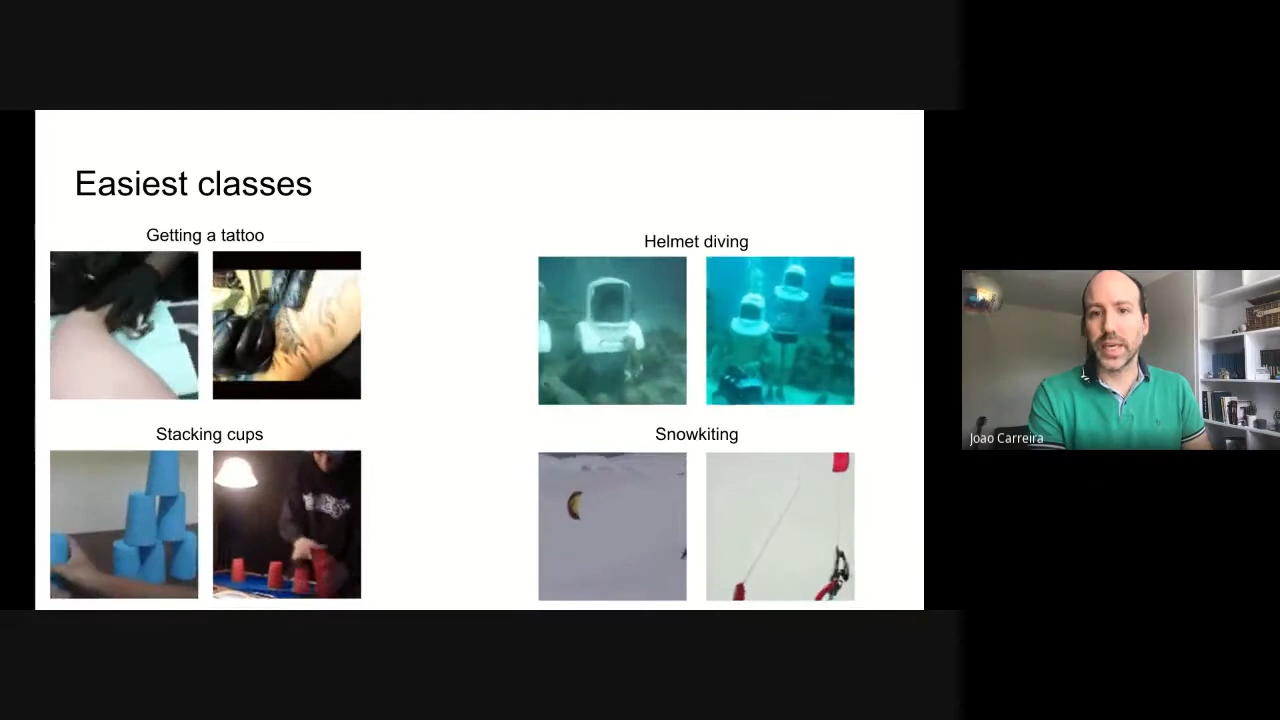 Easiest classes
Getting a tattoo
Helmet diving
Stacking cups
Snowkiting
Joao Carreira